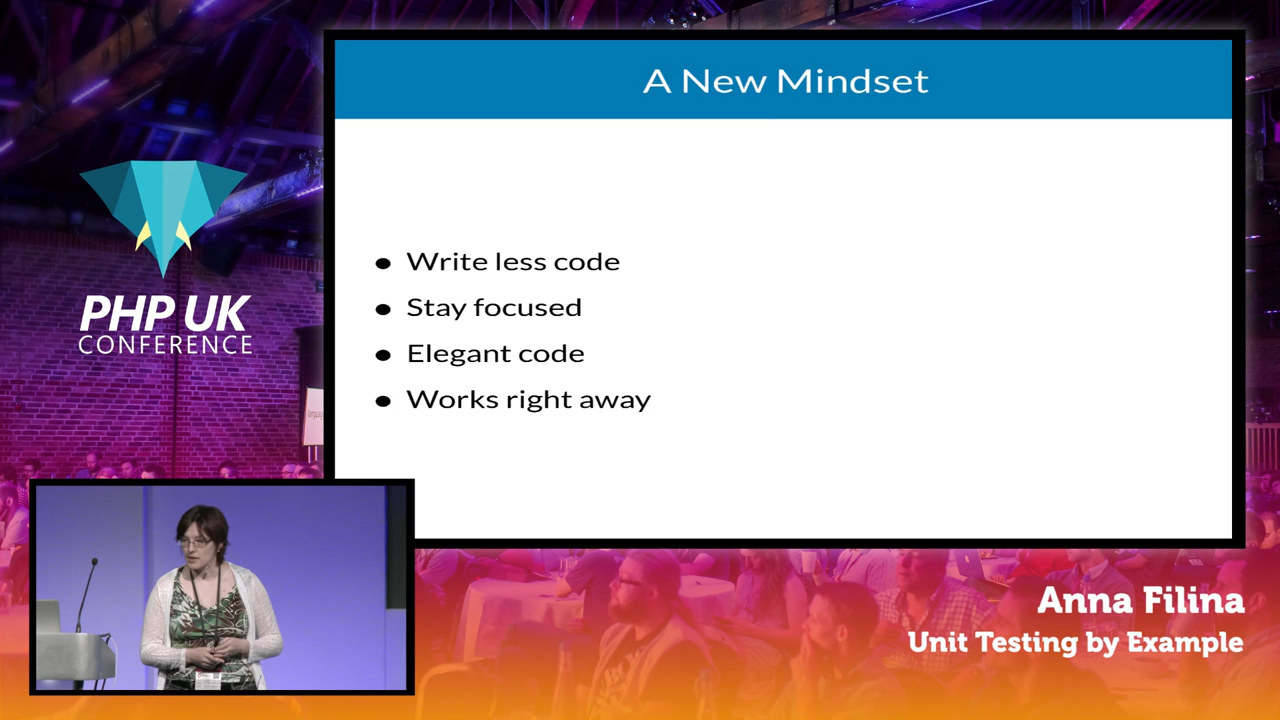 A New Mindset
Write less code
Stay focused
Elegant code
Works right away
PHP UK
CONFERENCE
Anna Filina
Unit Testing by Example